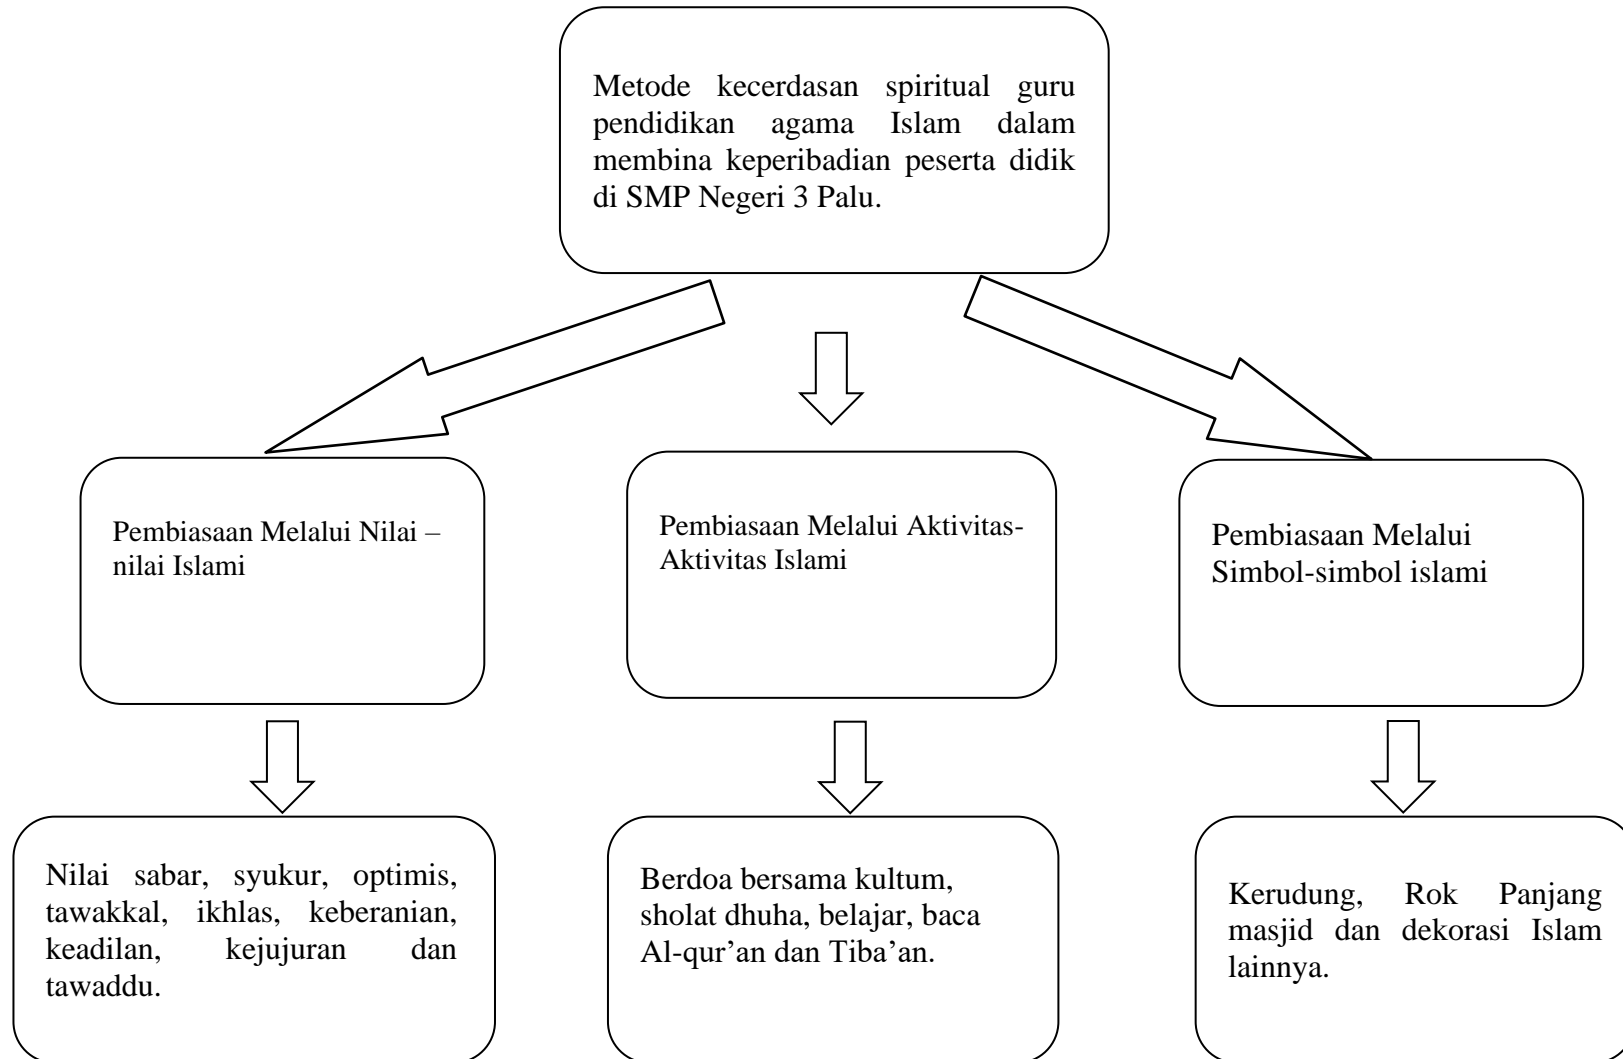 Metode kecerdasan spiritual guru
pendidikan agama Islam dalam
membina keperibadian peserta didik
di SMP Negeri 3 Palu.
Pembiasaan Melalui Nilai –
nilai Islami
Pembiasaan Melalui Aktivitas-
Aktivitas Islami
Pembiasaan Melalui
Simbol-simbol islami
Nilai sabar, syukur, optimis,
tawakkal, ikhlas, keberanian,
keadilan, kejujuran dan
tawaddu.
Berdoa bersama kultum,
sholat dhuha, belajar, baca
Al-qur’an dan Tiba’an.
Kerudung, Rok Panjang
masjid dan dekorasi Islam
lainnya.